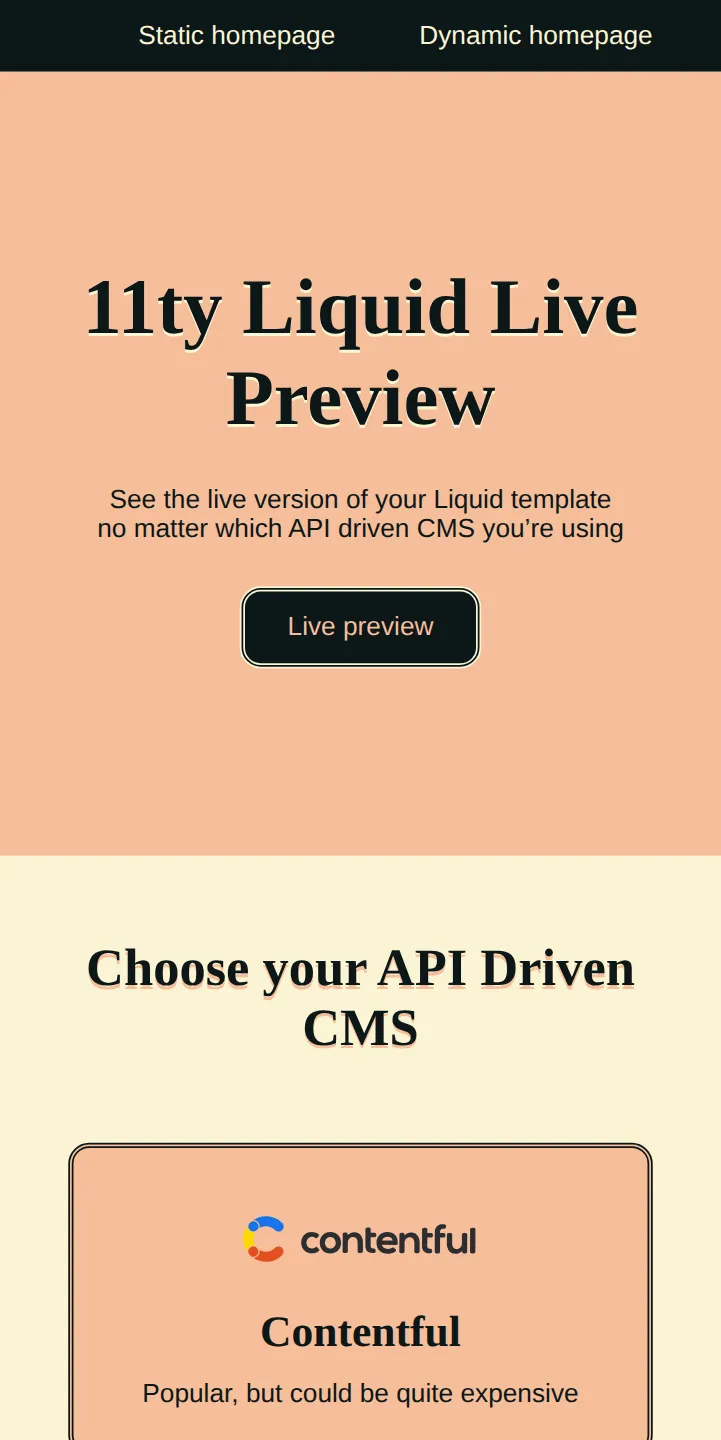 Static homepage Dynamic homepage
11ty Liquid Live
Preview
See the live version of your Liquid template
no matter which API driven CMS you’re using
Live preview
Choose your API Driven
CMS
contentful
Contentful
Popular, but could be quite expensive